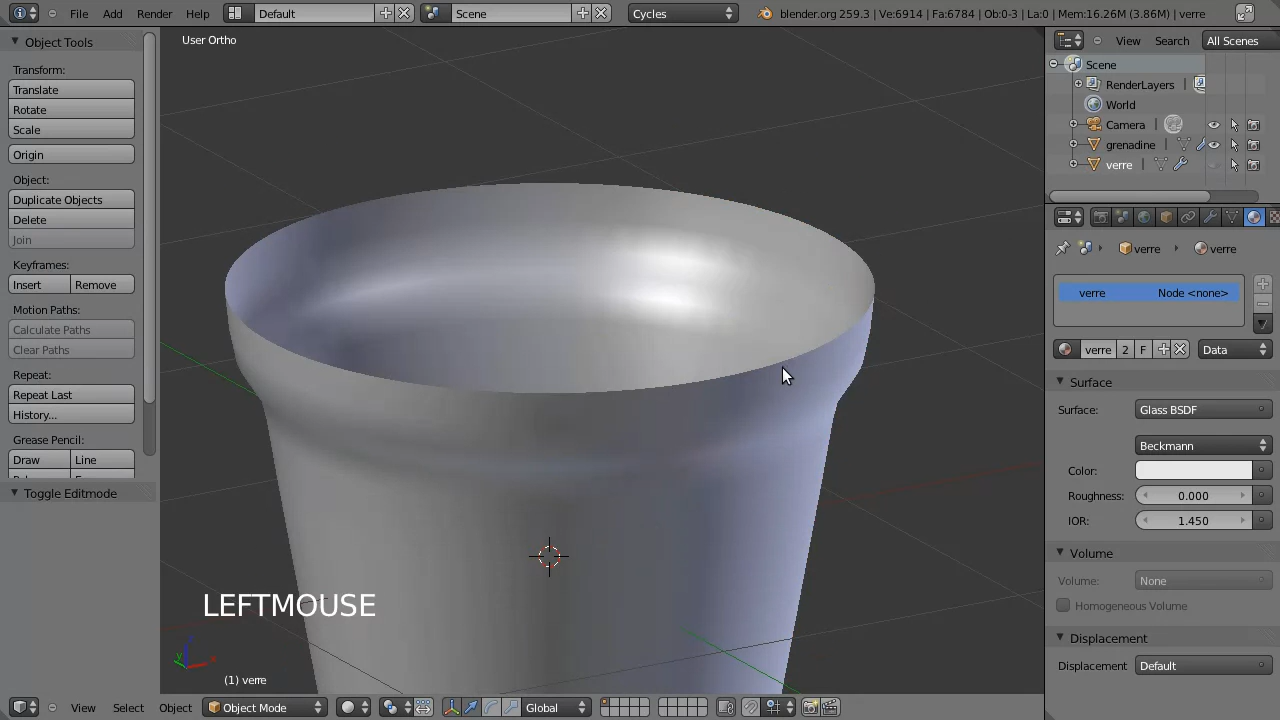 File Add Render Help Default Scene Cycles blender.org 259.3 | Ve:6914 | Fa:6784 | Ob:0-3 | La:0 | Mem:16.26M (3.86M) | verre
Object Tools
Transform:
Translate
Rotate
Scale
Origin
Object:
Duplicate Objects
Delete
Join
Keyframes:
Insert Remove
Motion Paths:
Calculate Paths
Clear Paths
Repeat:
Repeat Last
History...
Grease Pencil:
Draw Line
Toggle Editmode
User Ortho
LEFTMOUSE
(1) verre
View Select Object Object Mode Global
View Search All Scenes
Scene
RenderLayers
World
Camera
grenadine
verre
verre verre
verre Node <none>
verre 2 F Data
Surface
Surface: Glass BSDF
Beckmann
Color:
Roughness: 0.000
IOR: 1.450
Volume
Volume: None
Homogeneous Volume
Displacement
Displacement Default